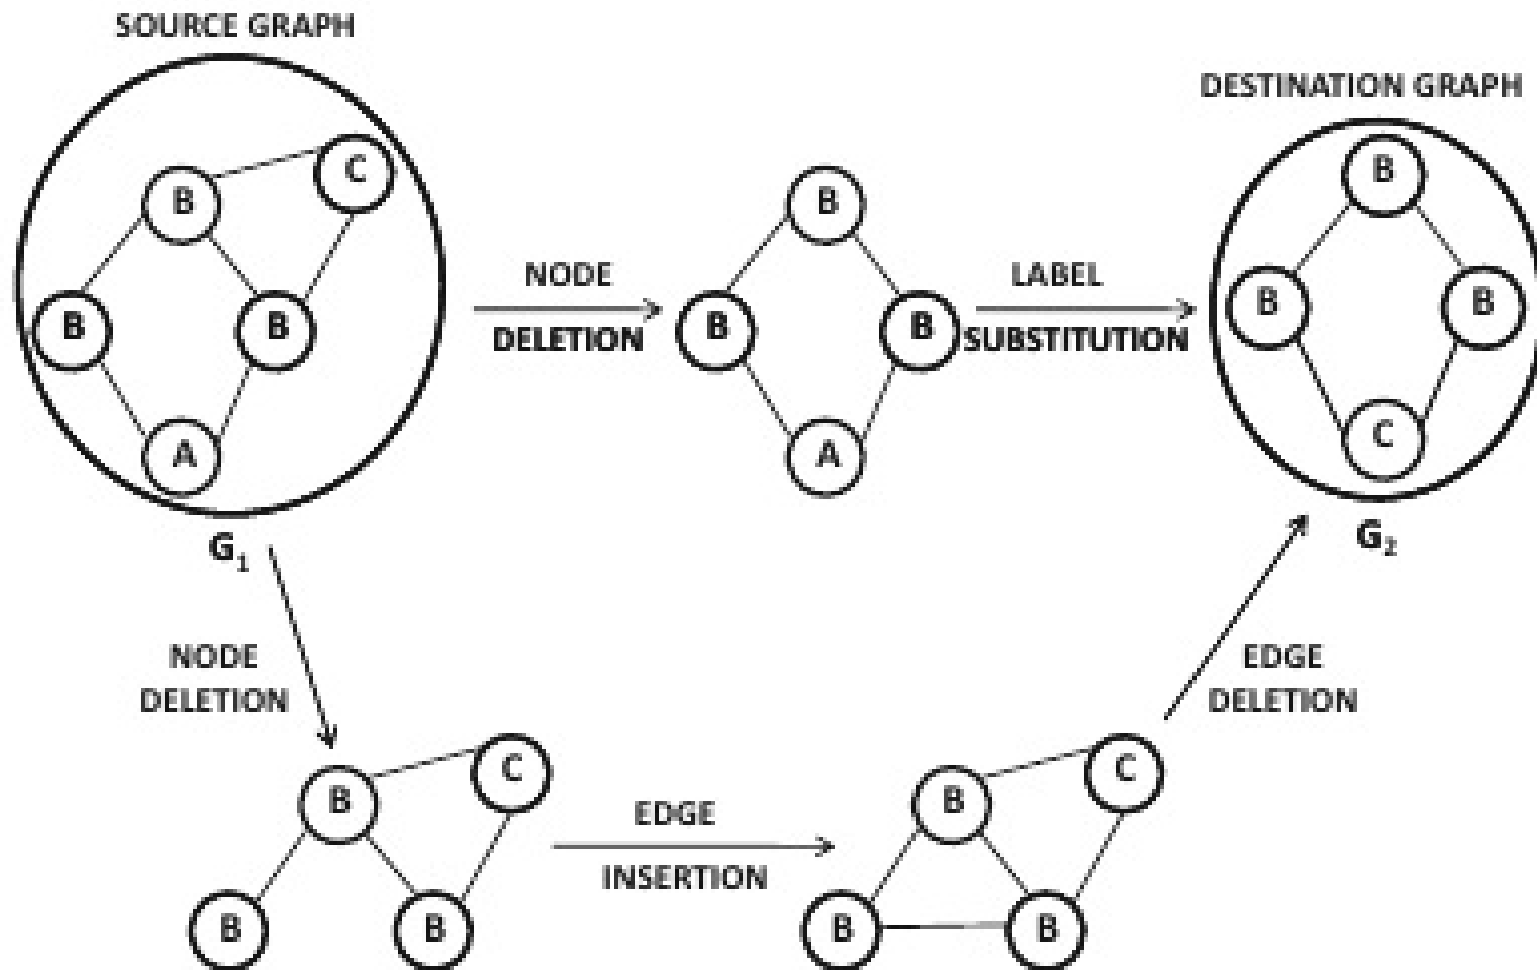 SOURCE GRAPH
DESTINATION GRAPH
B
C
B
B
A
G1
NODE
DELETION
B
B
B
A
LABEL
SUBSTITUTION
B
B
B
C
G2
NODE
DELETION
B
C
B
B
EDGE
INSERTION
B
C
B
B
EDGE
DELETION